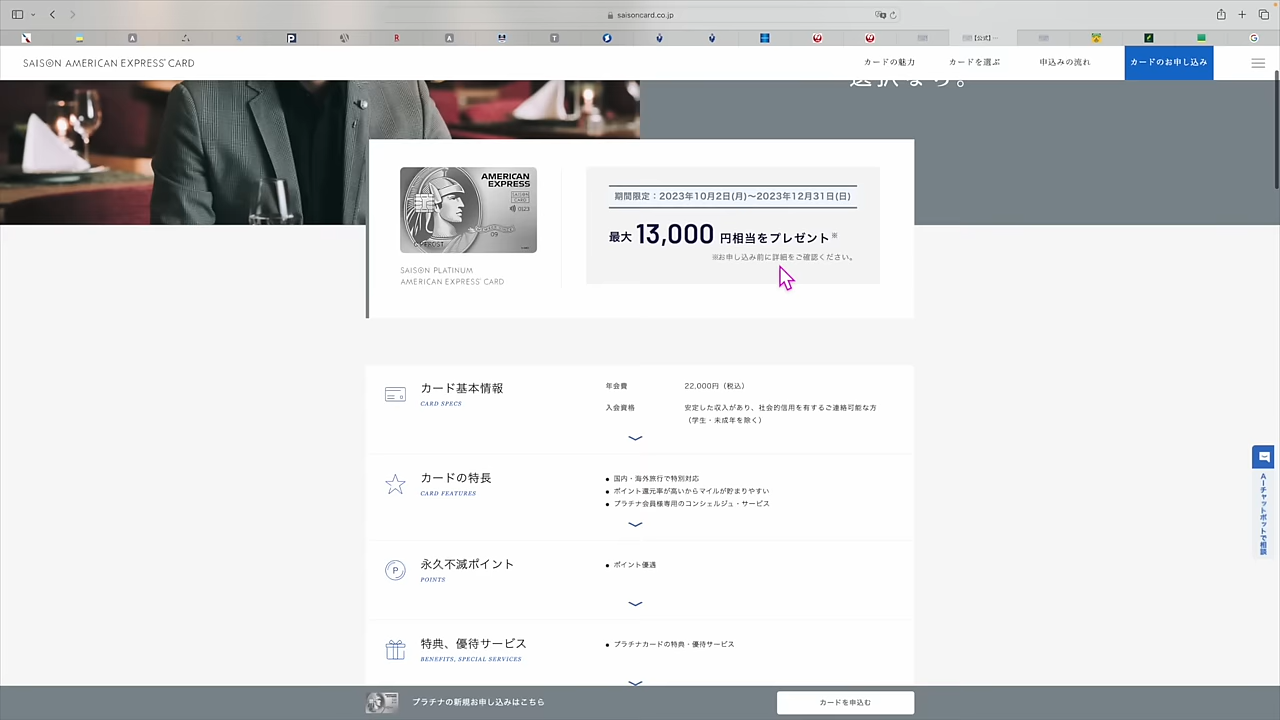 saisoncard.co.jp
【公式】…
SAISON AMERICAN EXPRESS® CARD
カードの魅力
カードを選ぶ
申込みの流れ
カードのお申し込み
選択なら。
AMERICAN
EXPRESS
SAISON
CARD
0123
C F FROST
09
SAISON PLATINUM
AMERICAN EXPRESS® CARD
期間限定：2023年10月2日(月)〜2023年12月31日(日)
最大 13,000 円相当をプレゼント※
※お申し込み前に詳細をご確認ください。
カード基本情報
CARD SPECS
年会費 22,000円（税込）
入会資格 安定した収入があり、社会的信用を有するご連絡可能な方
（学生・未成年を除く）
カードの特長
CARD FEATURES
国内・海外旅行で特別対応
ポイント還元率が高いからマイルが貯まりやすい
プラチナ会員様専用のコンシェルジュ・サービス
永久不滅ポイント
POINTS
ポイント優遇
特典、優待サービス
BENEFITS, SPECIAL SERVICES
プラチナカードの特典・優待サービス
AIチャットボットで相談
プラチナの新規お申し込みはこちら
カードを申込む